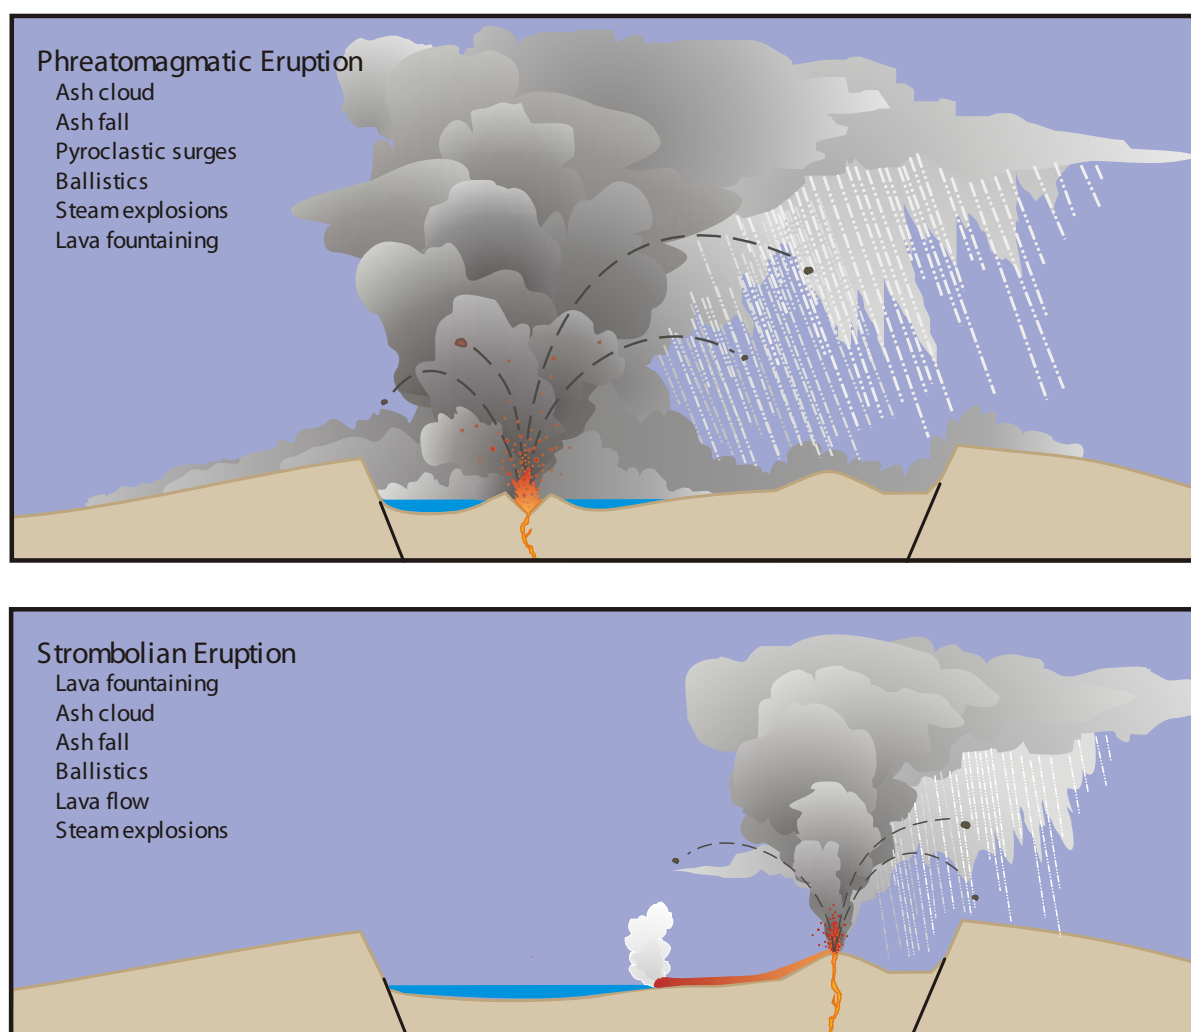 Phreatomagmatic Eruption
Ash cloud
Ash fall
Pyroclastic surges
Ballistics
Steam explosions
Lava fountaining
Strombolian Eruption
Lava fountaining
Ash cloud
Ash fall
Ballistics
Lava flow
Steam explosions